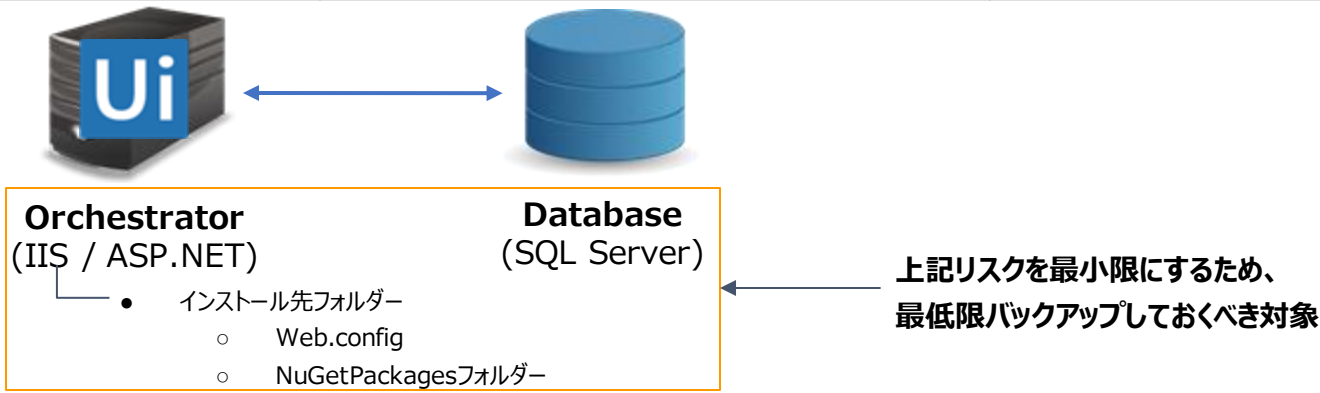 Ui
Orchestrator
(IIS / ASP.NET)
Database
(SQL Server)
● インストール先フォルダー
○ Web.config
○ NuGetPackagesフォルダー
上記リスクを最小限にするため、
最低限バックアップしておくべき対象